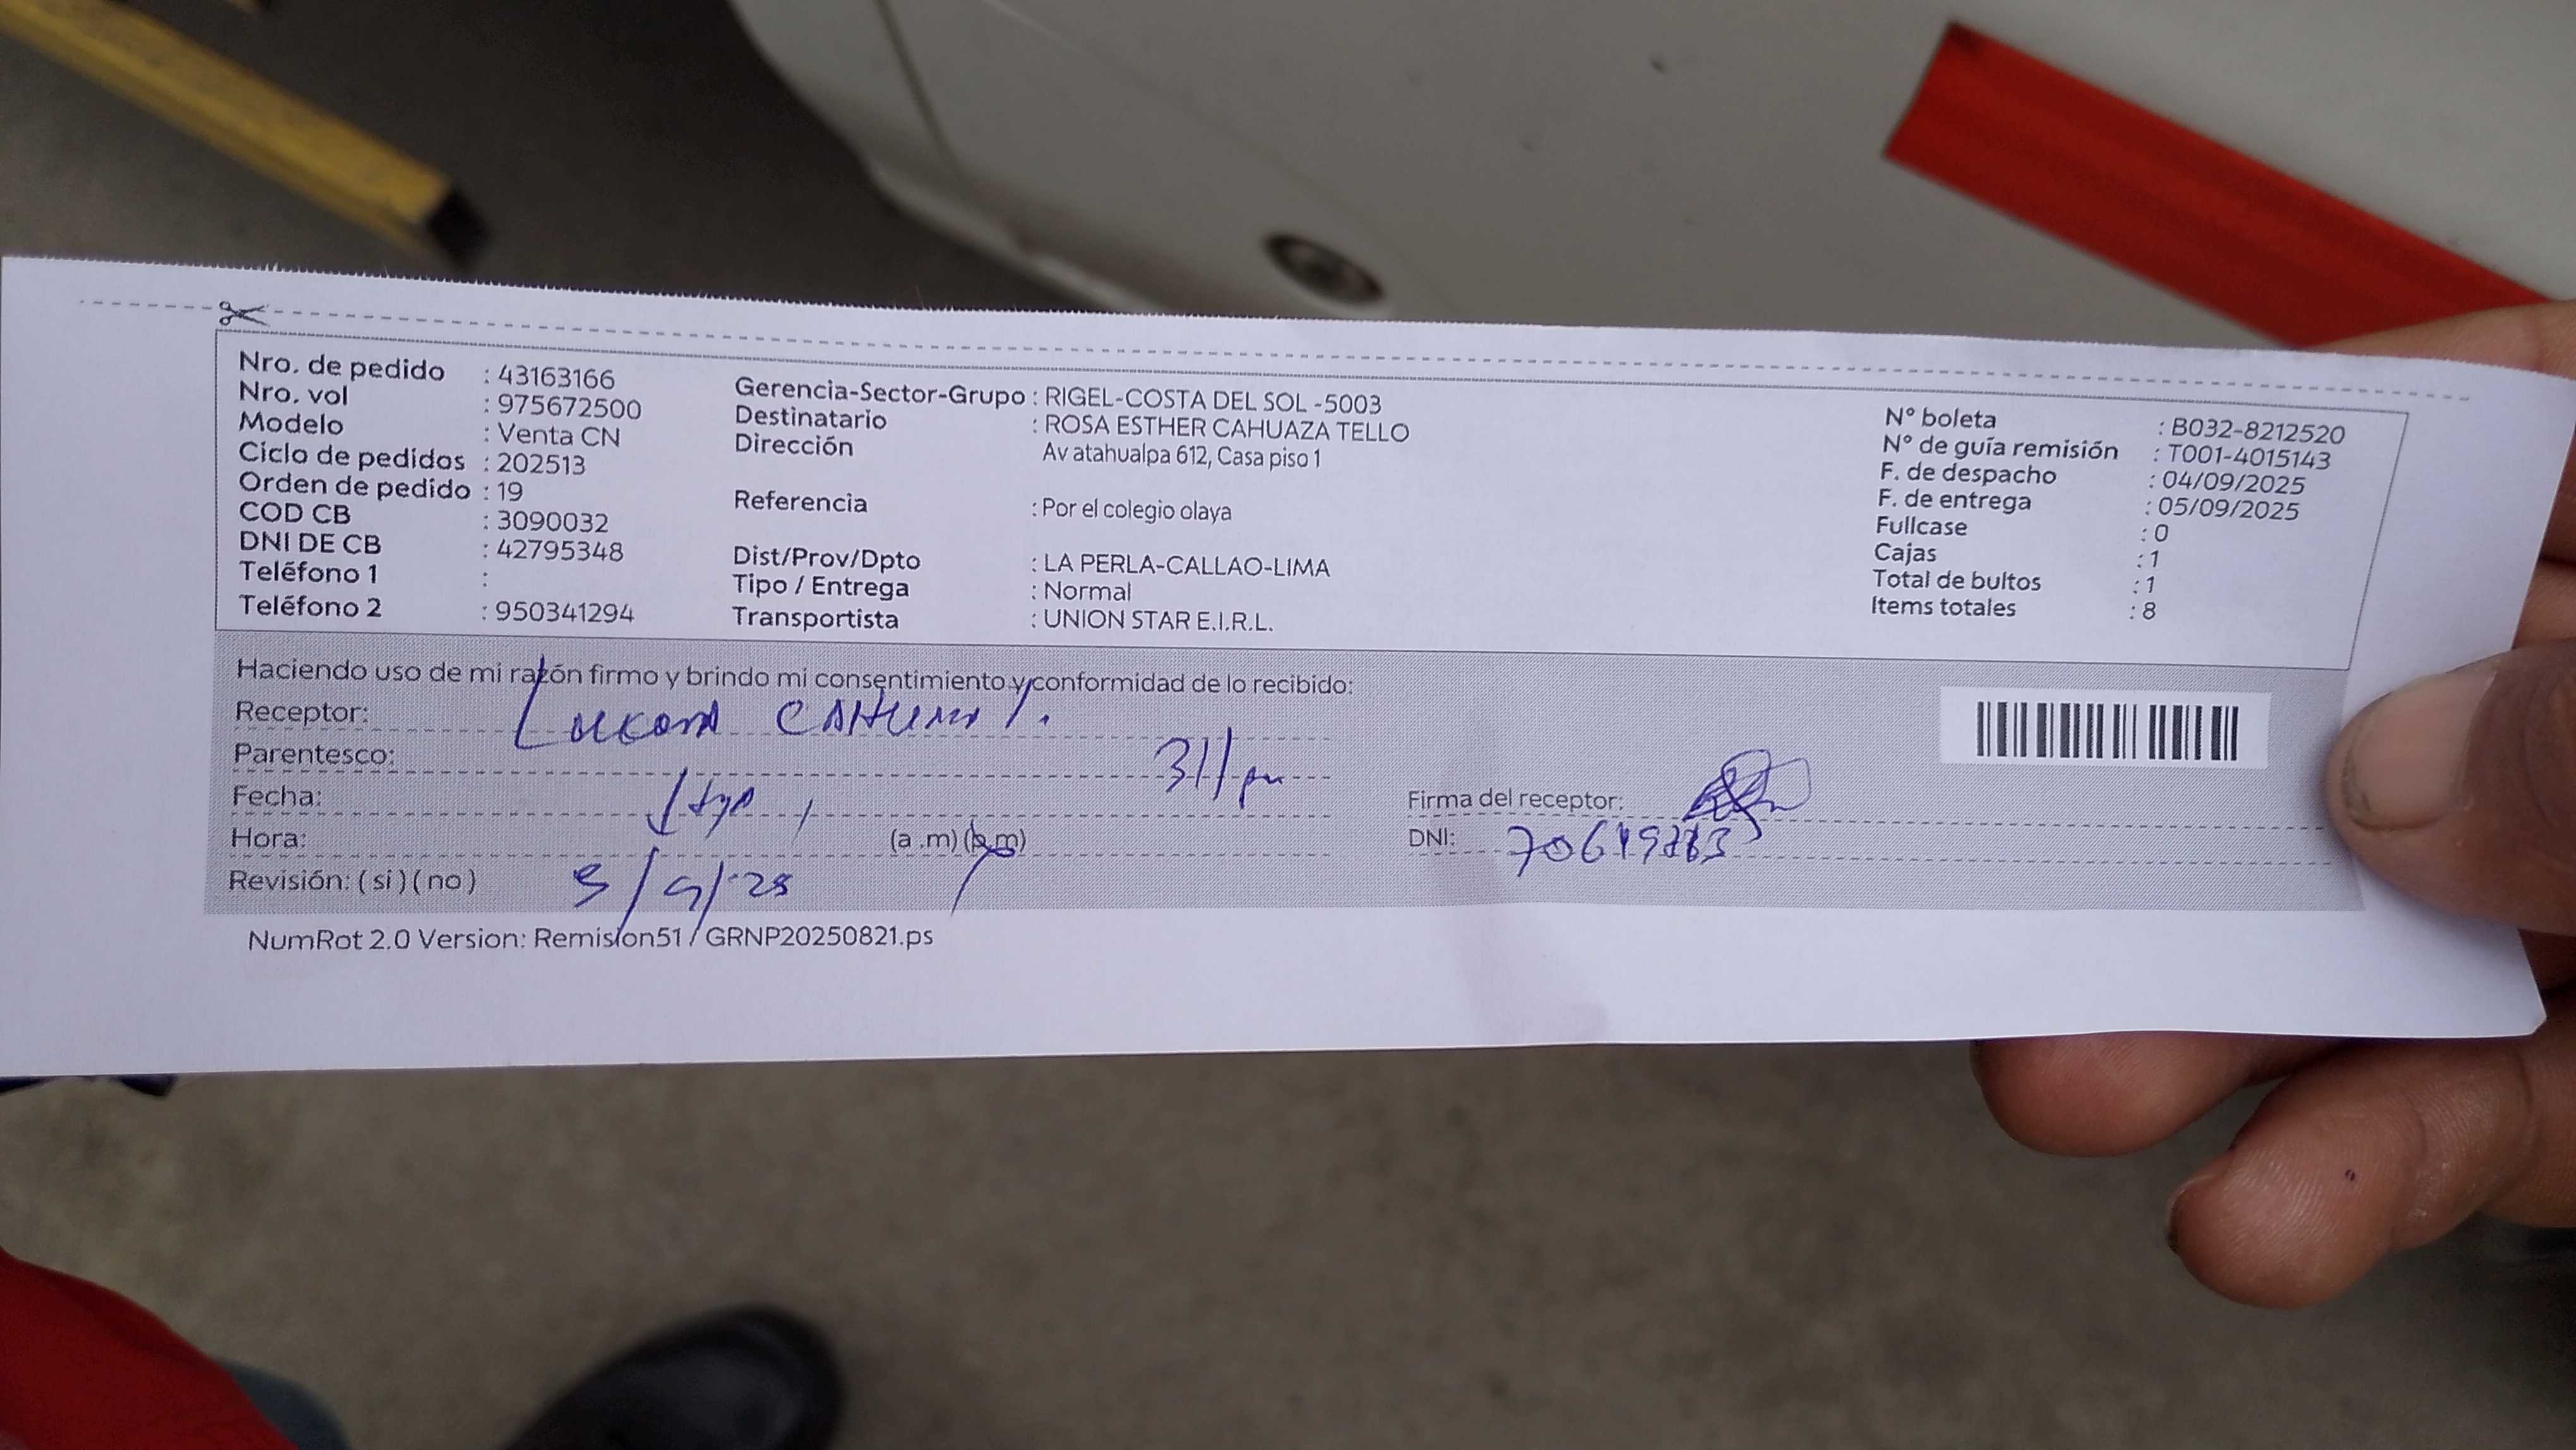 Nro. de pedido : 43163166
Nro. vol : 975672500
Modelo : Venta CN
Ciclo de pedidos : 202513
Orden de pedido : 19
COD CB : 3090032
DNI DE CB : 42795348
Teléfono 1 :
Teléfono 2 : 950341294
Gerencia-Sector-Grupo : RIGEL-COSTA DEL SOL -5003
Destinatario : ROSA ESTHER CAHUAZA TELLO
Dirección Av atahualpa 612, Casa piso 1
Referencia : Por el colegio olaya
Dist/Prov/Dpto : LA PERLA-CALLAO-LIMA
Tipo / Entrega : Normal
Transportista : UNION STAR E.I.R.L.
N° boleta : B032-8212520
N° de guía remisión : T001-4015143
F. de despacho : 04/09/2025
F. de entrega : 05/09/2025
Fullcase : 0
Cajas : 1
Total de bultos : 1
Items totales : 8
Haciendo uso de mi razón firmo y brindo mi consentimiento y conformidad de lo recibido:
Receptor:
Parentesco:
Fecha:
Hora: (a .m) (p.m)
Revisión: ( si ) ( no ) 5/9/25
Firma del receptor:
DNI:
NumRot 2.0 Version: Remision51 / GRNP20250821.ps